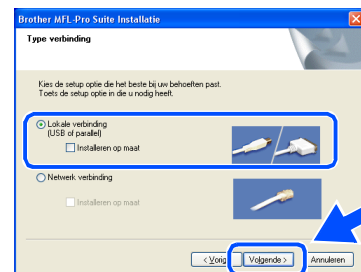 Brother MFL-Pro Suite Installatie
Type verbinding
Kies de setup optie die het beste bij uw behoeften past.
Toets de setup optie in die u nodig heeft.
Lokale verbinding
(USB of parallel)
Installeren op maat
Netwerk verbinding
Installeren op maat
< Vorig Volgende > Annuleren